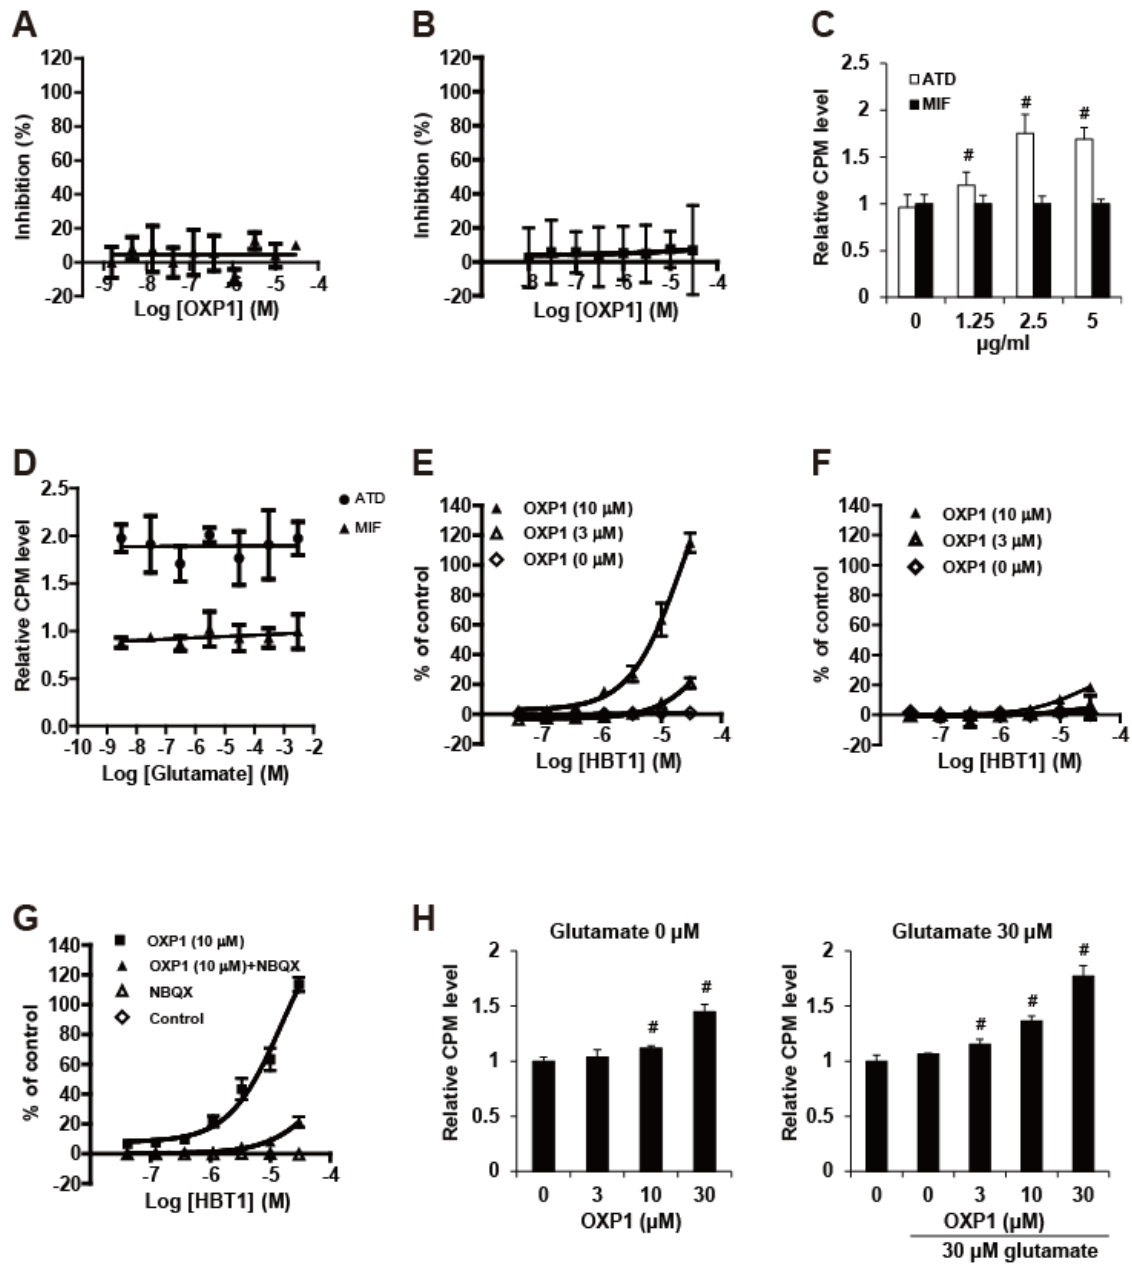 A
120
100
80
60
40
20
0
-20
-9 -8 -7 -6 -5 -4
Inhibition (%)
Log [OXP1] (M)
B
120
100
80
60
40
20
0
-20
-8 -7 -6 -5 -4
Inhibition (%)
Log [OXP1] (M)
C
2.5
2
1.5
1
0.5
0
Relative CPM level
ATD
MIF
# # #
0 1.25 2.5 5
µg/ml
D
2.5
2.0
1.5
1.0
0.5
0.0
Relative CPM level
ATD
MIF
-10 -9 -8 -7 -6 -5 -4 -3 -2
Log [Glutamate] (M)
E
140
120
100
80
60
40
20
0
-20
% of control
OXP1 (10 µM)
OXP1 (3 µM)
OXP1 (0 µM)
-7 -6 -5 -4
Log [HBT1] (M)
F
140
120
100
80
60
40
20
0
-20
% of control
OXP1 (10 µM)
OXP1 (3 µM)
OXP1 (0 µM)
-7 -6 -5 -4
Log [HBT1] (M)
G
140
120
100
80
60
40
20
0
-20
% of control
OXP1 (10 µM)
OXP1 (10 µM)+NBQX
NBQX
Control
-7 -6 -5 -4
Log [HBT1] (M)
H
Glutamate 0 µM
2
1.5
1
0.5
0
Relative CPM level
# #
0 3 10 30
OXP1 (µM)
Glutamate 30 µM
2
1.5
1
0.5
0
Relative CPM level
# # #
0 0 3 10 30
OXP1 (µM)
30 µM glutamate